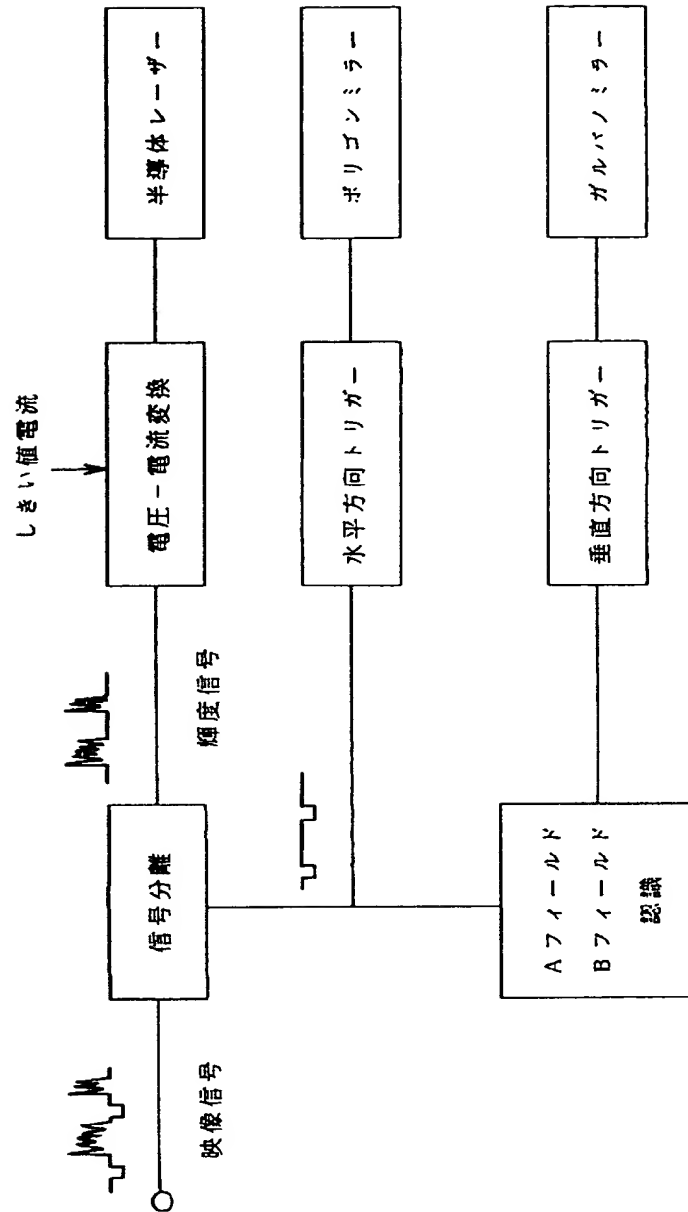 しきい値電流
映像信号
信号分離
輝度信号
電圧－電流変換
半導体レーザー
水平方向トリガー
ポリゴンミラー
Aフィールド
Bフィールド
認識
垂直方向トリガー
ガルバノミラー